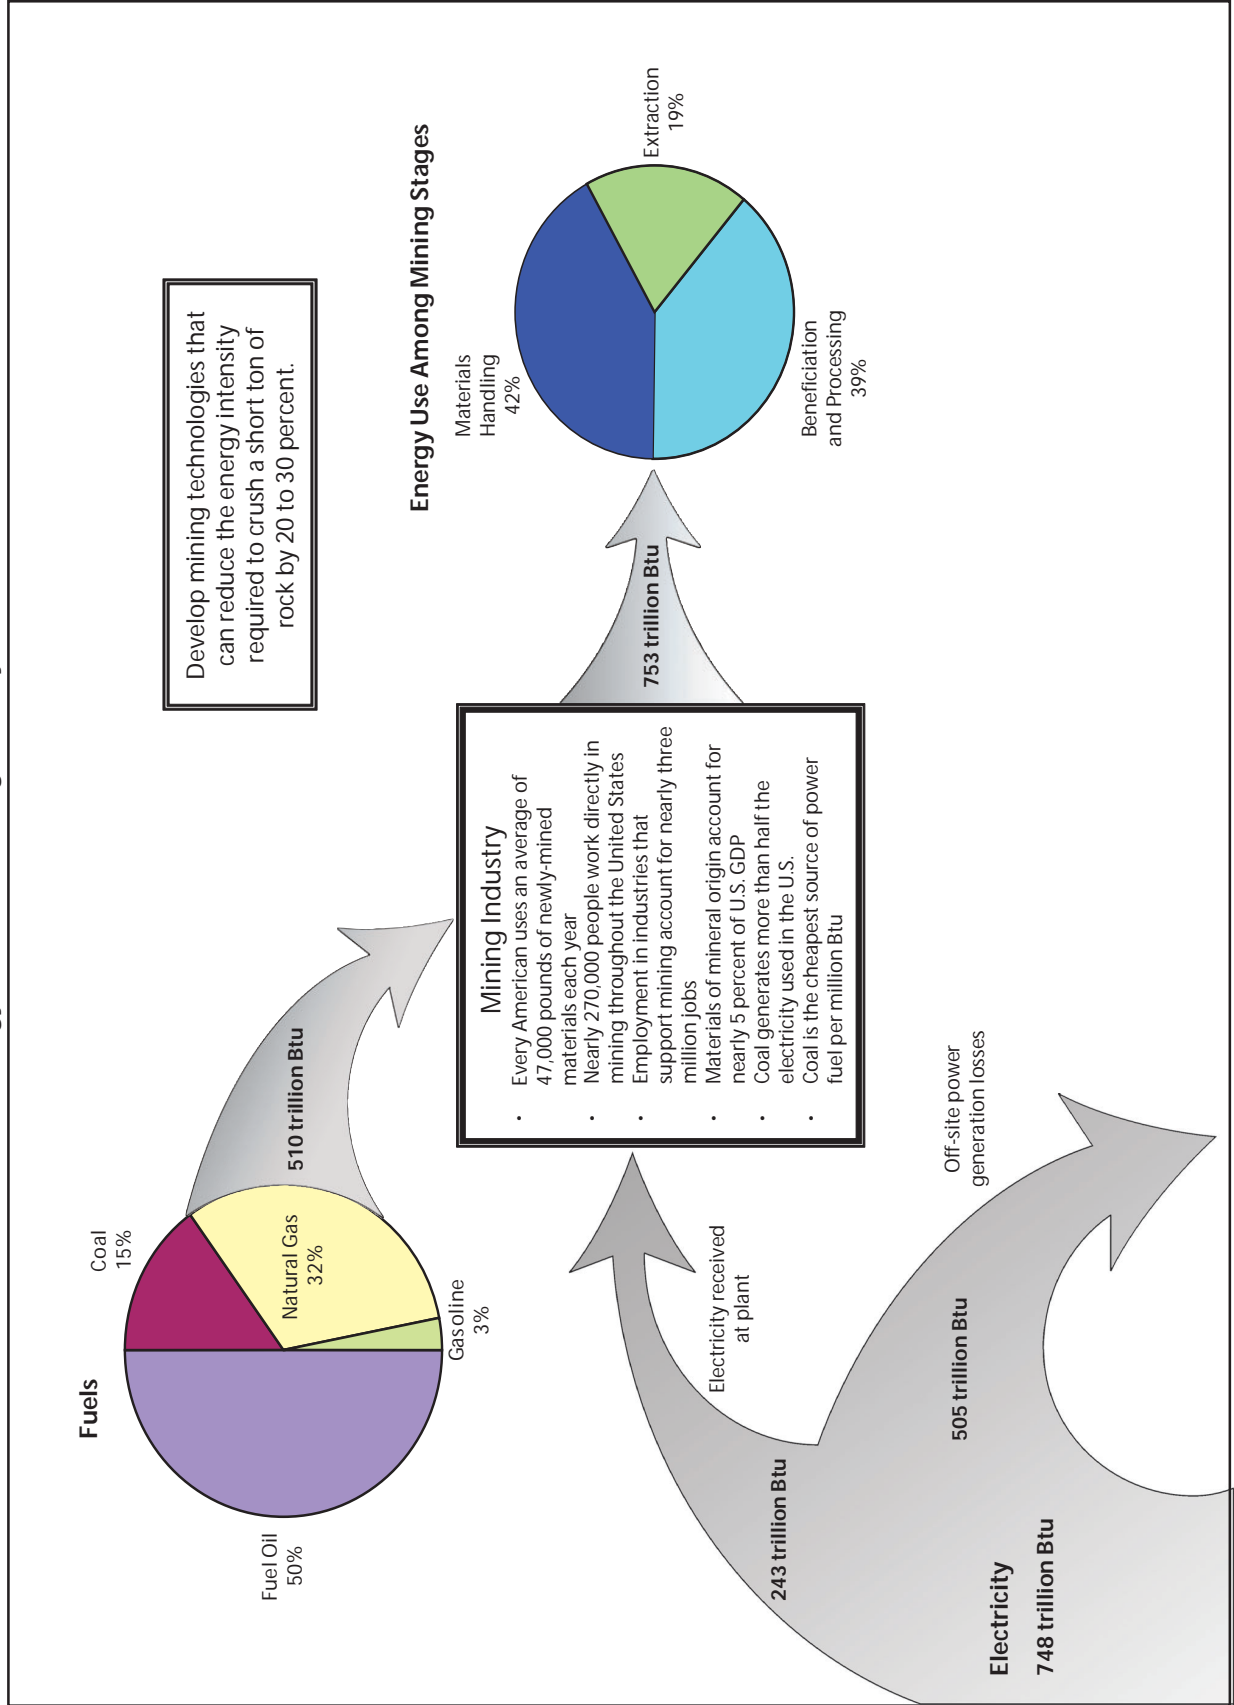 Fuels
Coal
15%
Natural Gas
32%
Gasoline
3%
Fuel Oil
50%
510 trillion Btu
Develop mining technologies that
can reduce the energy intensity
required to crush a short ton of
rock by 20 to 30 percent.
Mining Industry
• Every American uses an average of
47,000 pounds of newly-mined
materials each year
• Nearly 270,000 people work directly in
mining throughout the United States
• Employment in industries that
support mining account for nearly three
million jobs
• Materials of mineral origin account for
nearly 5 percent of U.S. GDP
• Coal generates more than half the
electricity used in the U.S.
• Coal is the cheapest source of power
fuel per million Btu
753 trillion Btu
Energy Use Among Mining Stages
Materials
Handling
42%
Extraction
19%
Beneficiation
and Processing
39%
Electricity received
at plant
243 trillion Btu
Off-site power
generation losses
505 trillion Btu
Electricity
748 trillion Btu